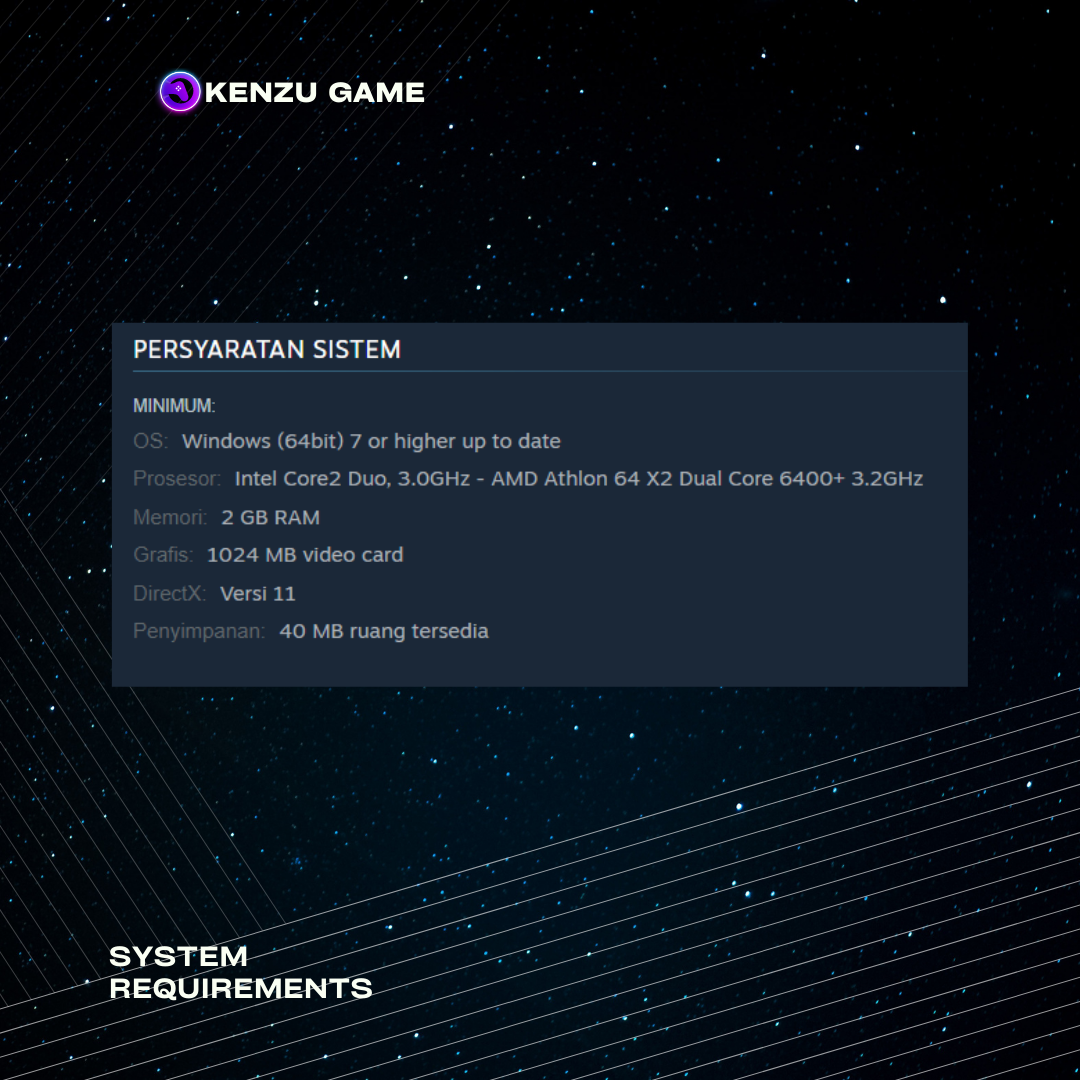 KENZU GAME
PERSYARATAN SISTEM
MINIMUM:
OS: Windows (64bit) 7 or higher up to date
Prosesor: Intel Core2 Duo, 3.0GHz - AMD Athlon 64 X2 Dual Core 6400+ 3.2GHz
Memori: 2 GB RAM
Grafis: 1024 MB video card
DirectX: Versi 11
Penyimpanan: 40 MB ruang tersedia
SYSTEM
REQUIREMENTS